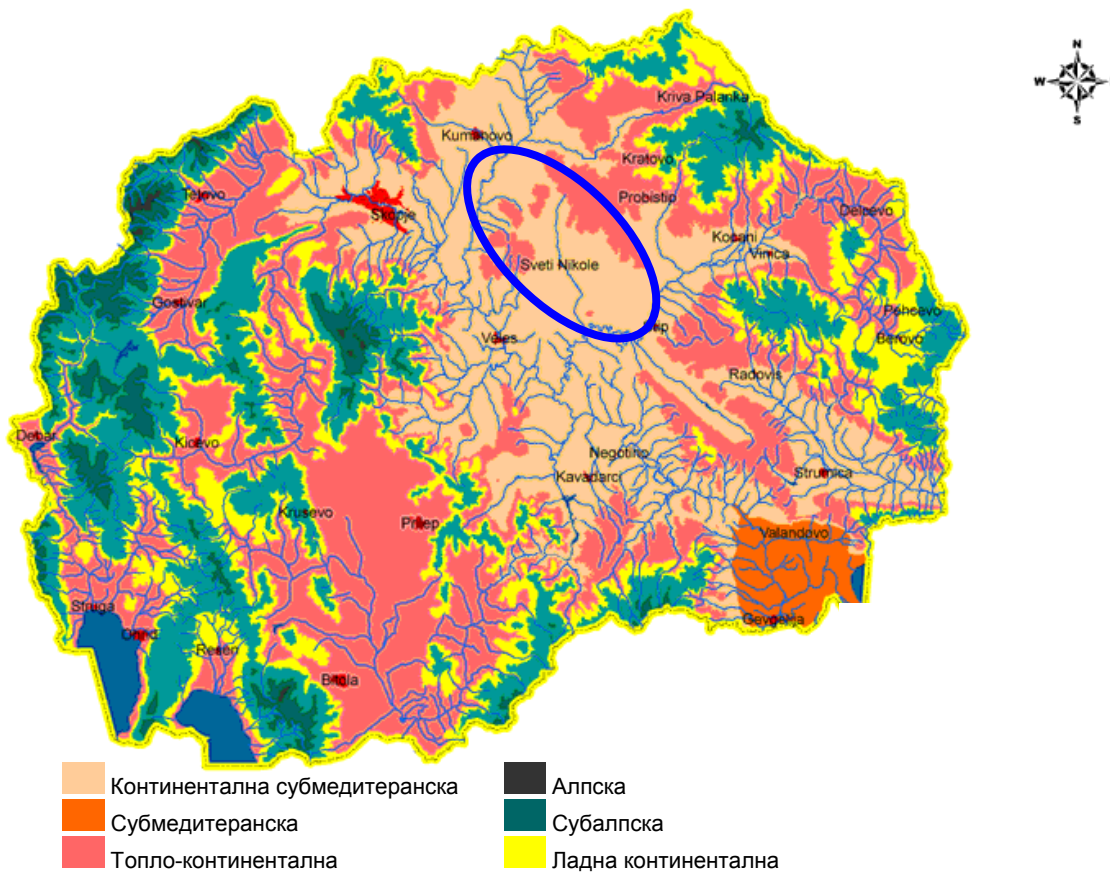 N
W
S
Kriva Palanka
Kumanovo
Kratovo
Tetovo
Probistip
Skopje
Delcevo
Kocani
Vinica
Sveti Nikole
Gostivar
Pehcevo
Veles
Berovo
Radovis
Debar
Kicevo
Negotino
Kavadarci
Strumica
Krusevo
Prilep
Valandovo
Struga
Ohrid
Gevgelija
Resen
Bitola
Континентална субмедитеранска
Алпска
Субмедитеранска
Субалпска
Топло-континентална
Ладна континентална